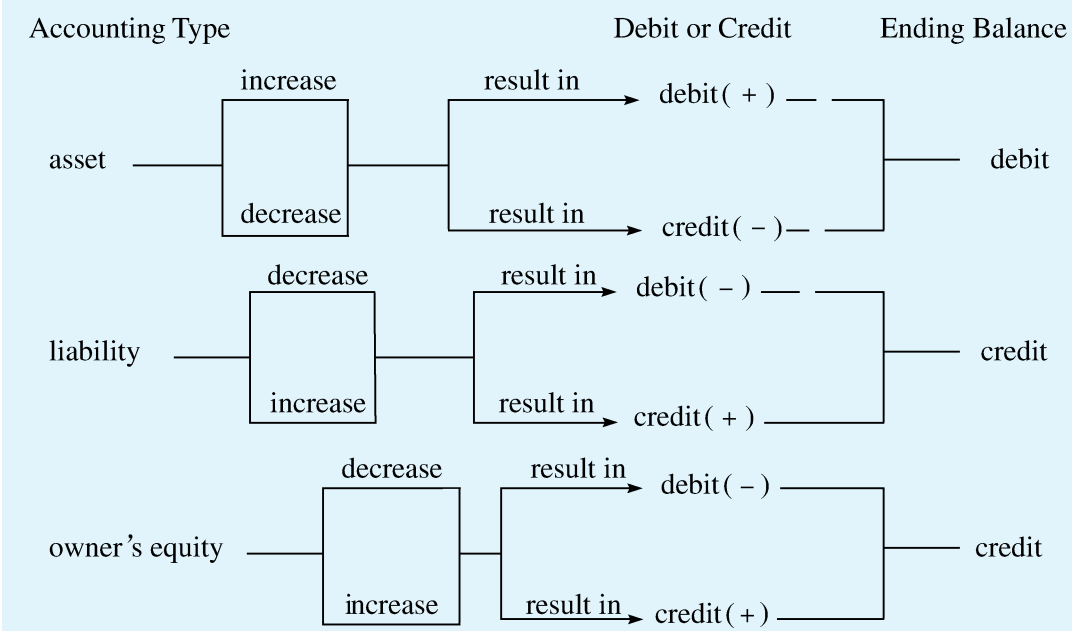 Accounting Type Debit or Credit Ending Balance
increase result in debit ( + )
asset debit
decrease result in credit ( − )
decrease result in debit ( − )
liability credit
increase result in credit ( + )
decrease result in debit ( − )
owner's equity credit
increase result in credit ( + )